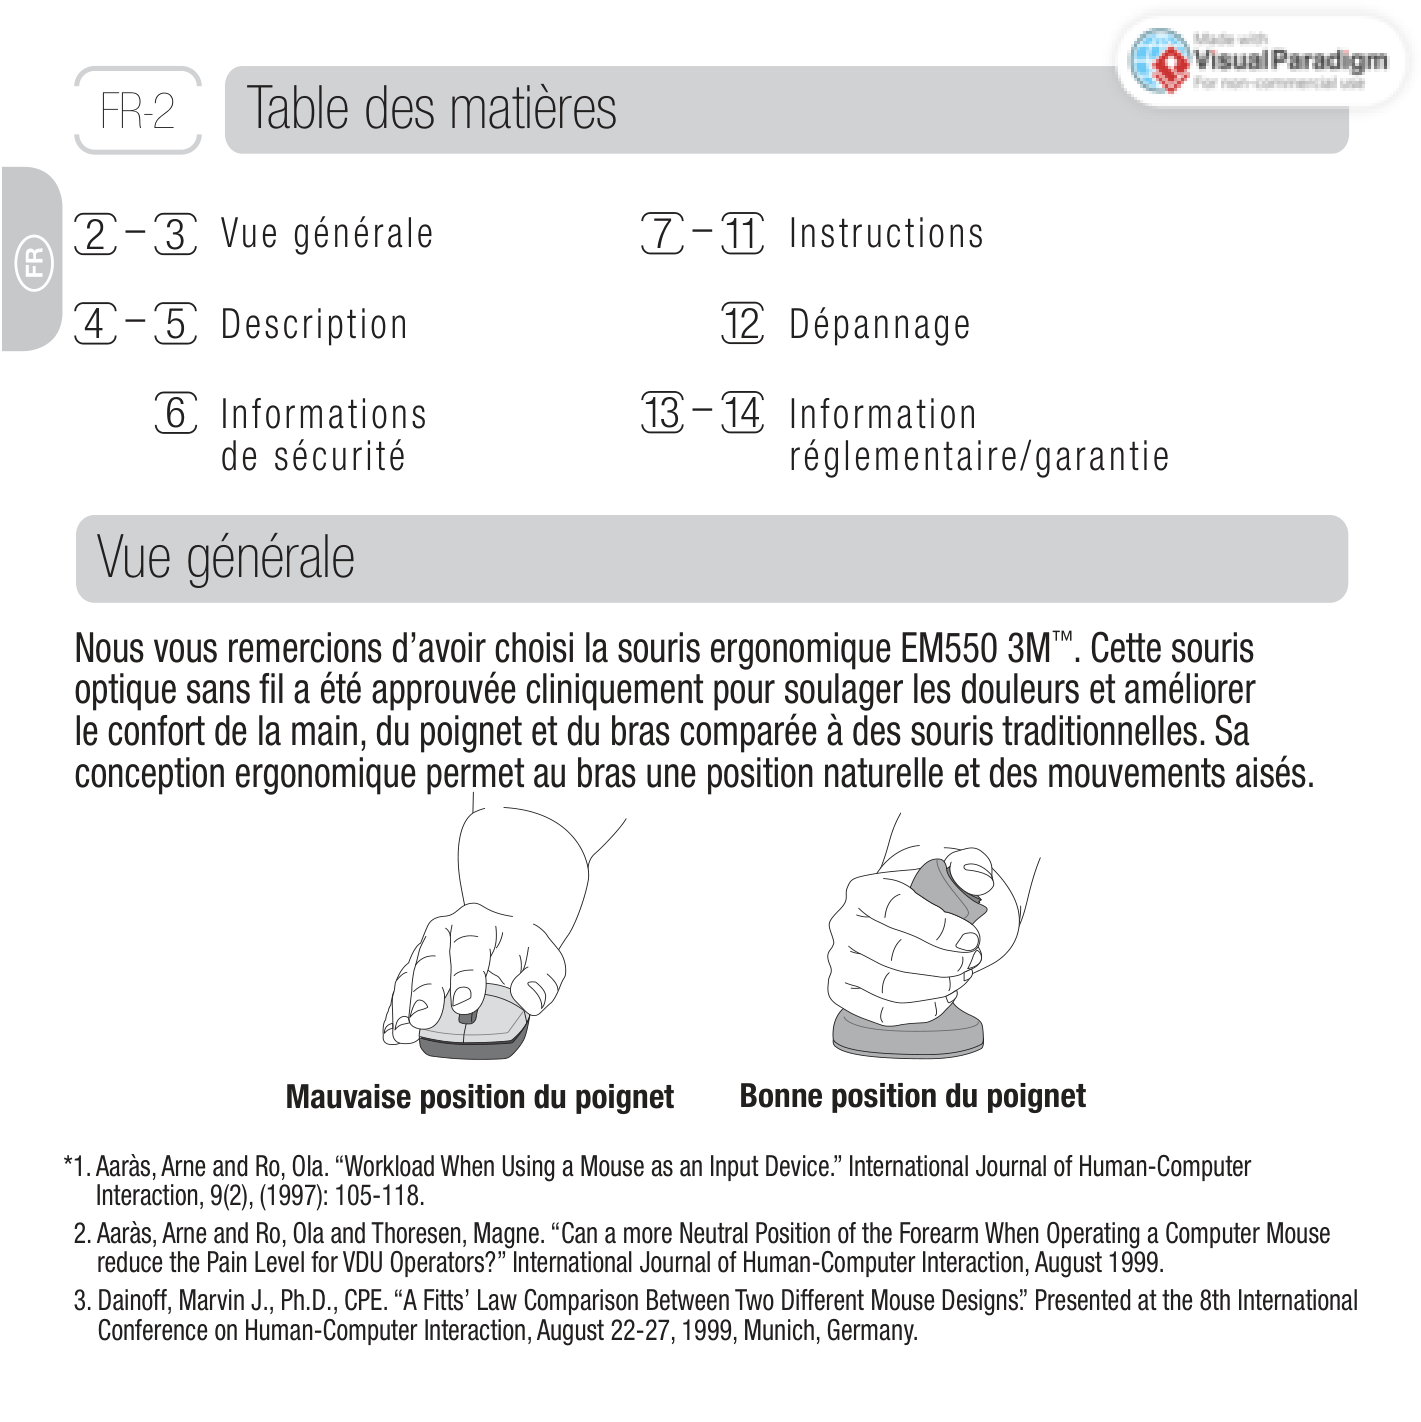 Made with
Visual Paradigm
For non-commercial use
FR-2
Table des matières
FR
2 – 3 Vue générale
7 – 11 Instructions
4 – 5 Description
12 Dépannage
6 Informations
de sécurité
13 – 14 Information
réglementaire/garantie
Vue générale
Nous vous remercions d’avoir choisi la souris ergonomique EM550 3M™. Cette souris
optique sans fil a été approuvée cliniquement pour soulager les douleurs et améliorer
le confort de la main, du poignet et du bras comparée à des souris traditionnelles. Sa
conception ergonomique permet au bras une position naturelle et des mouvements aisés.
Mauvaise position du poignet
Bonne position du poignet
*1. Aaràs, Arne and Ro, Ola. “Workload When Using a Mouse as an Input Device.” International Journal of Human-Computer
Interaction, 9(2), (1997): 105-118.
2. Aaràs, Arne and Ro, Ola and Thoresen, Magne. “Can a more Neutral Position of the Forearm When Operating a Computer Mouse
reduce the Pain Level for VDU Operators?” International Journal of Human-Computer Interaction, August 1999.
3. Dainoff, Marvin J., Ph.D., CPE. “A Fitts’ Law Comparison Between Two Different Mouse Designs.” Presented at the 8th International
Conference on Human-Computer Interaction, August 22-27, 1999, Munich, Germany.